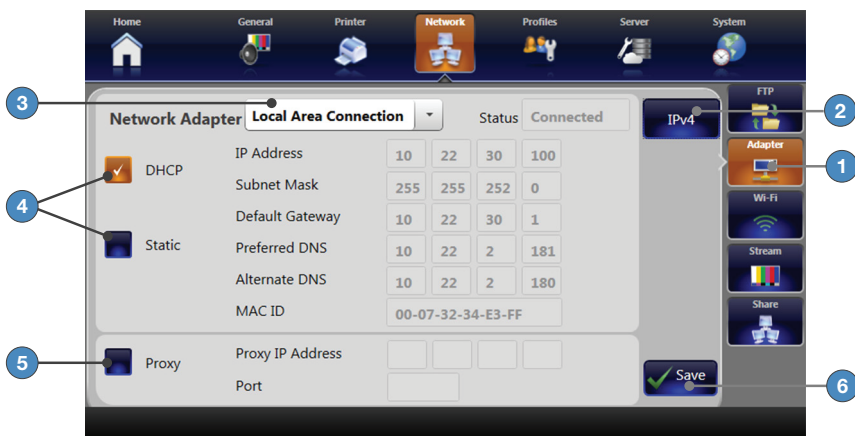 Home General Printer Network Profiles Server System
3
Network Adapter Local Area Connection Status Connected IPv4
2
FTP
Adapter
1
4
DHCP
IP Address 10 22 30 100
Subnet Mask 255 255 252 0
Default Gateway 10 22 30 1
Static
Preferred DNS 10 22 2 181
Alternate DNS 10 22 2 180
MAC ID 00-07-32-34-E3-FF
Wi-Fi
Stream
Share
5
Proxy
Proxy IP Address
Port
Save
6